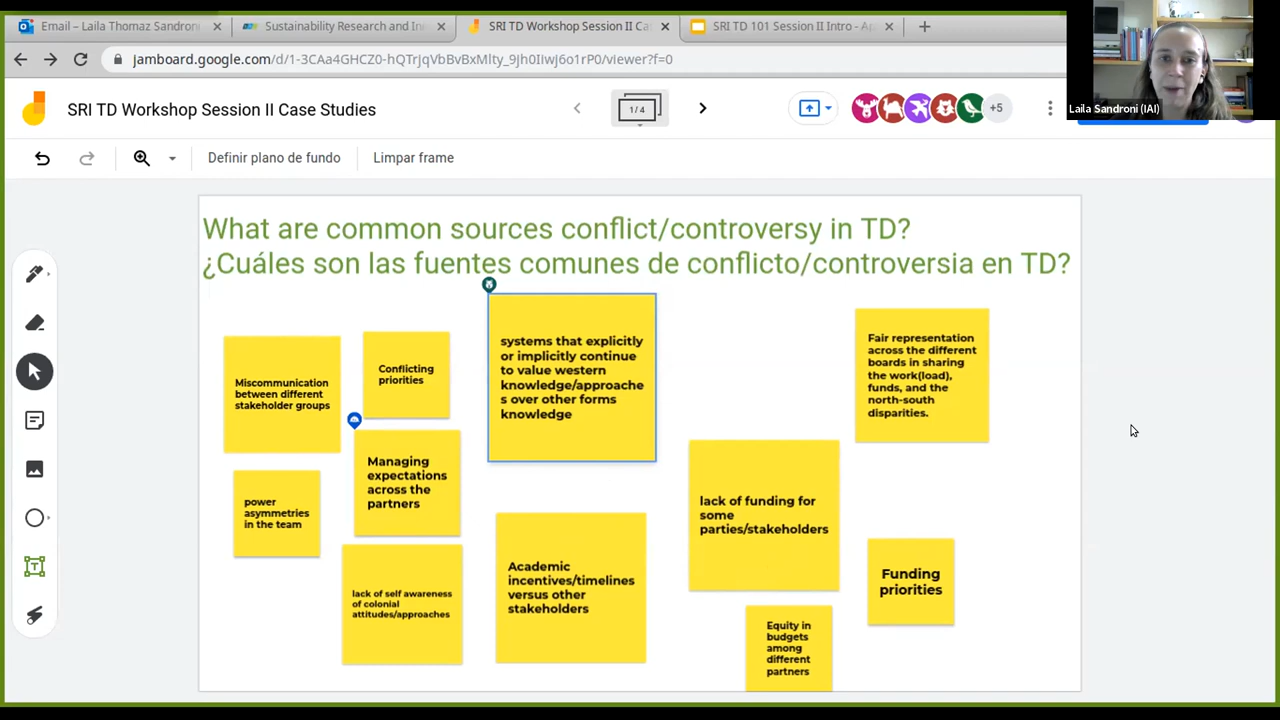 Email – Laila Thomaz Sandroni
Sustainability Research and In
SRI TD Workshop Session II Ca
SRI TD 101 Session II Intro - Ap
jamboard.google.com/d/1-3CAa4GHCZ0-hQTrjqVbBvBxMIty_9jh0Ilwj6o1rP0/viewer?f=0
Laila Sandroni (IAI)
SRI TD Workshop Session II Case Studies
1/4
+5
Definir plano de fundo
Limpar frame
What are common sources conflict/controversy in TD?
¿Cuáles son las fuentes comunes de conflicto/controversia en TD?
Miscommunication
between different
stakeholder groups
Conflicting
priorities
systems that explicitly
or implicitly continue
to value western
knowledge/approache
s over other forms
knowledge
Fair representation
across the different
boards in sharing
the work(load),
funds, and the
north-south
disparities.
Managing
expectations
across the
partners
power
asymmetries
in the team
lack of funding for
some
parties/stakeholders
Academic
incentives/timelines
versus other
stakeholders
Funding
priorities
lack of self awareness
of colonial
attitudes/approaches
Equity in
budgets
among
different
partners